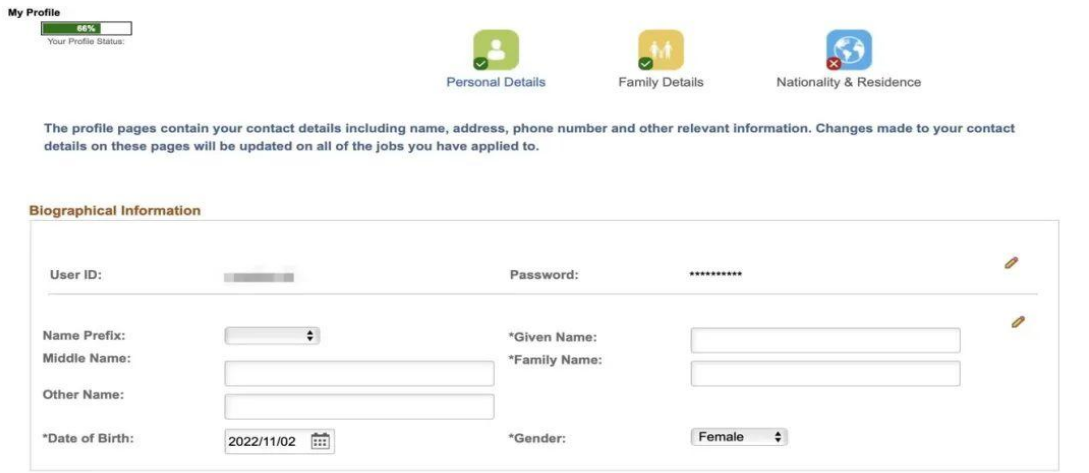 My Profile
66%
Your Profile Status:
Personal Details
Family Details
Nationality & Residence
The profile pages contain your contact details including name, address, phone number and other relevant information. Changes made to your contact
details on these pages will be updated on all of the jobs you have applied to.
Biographical Information
User ID:
Password: **********
Name Prefix:
*Given Name:
Middle Name:
*Family Name:
Other Name:
*Date of Birth: 2022/11/02
*Gender: Female